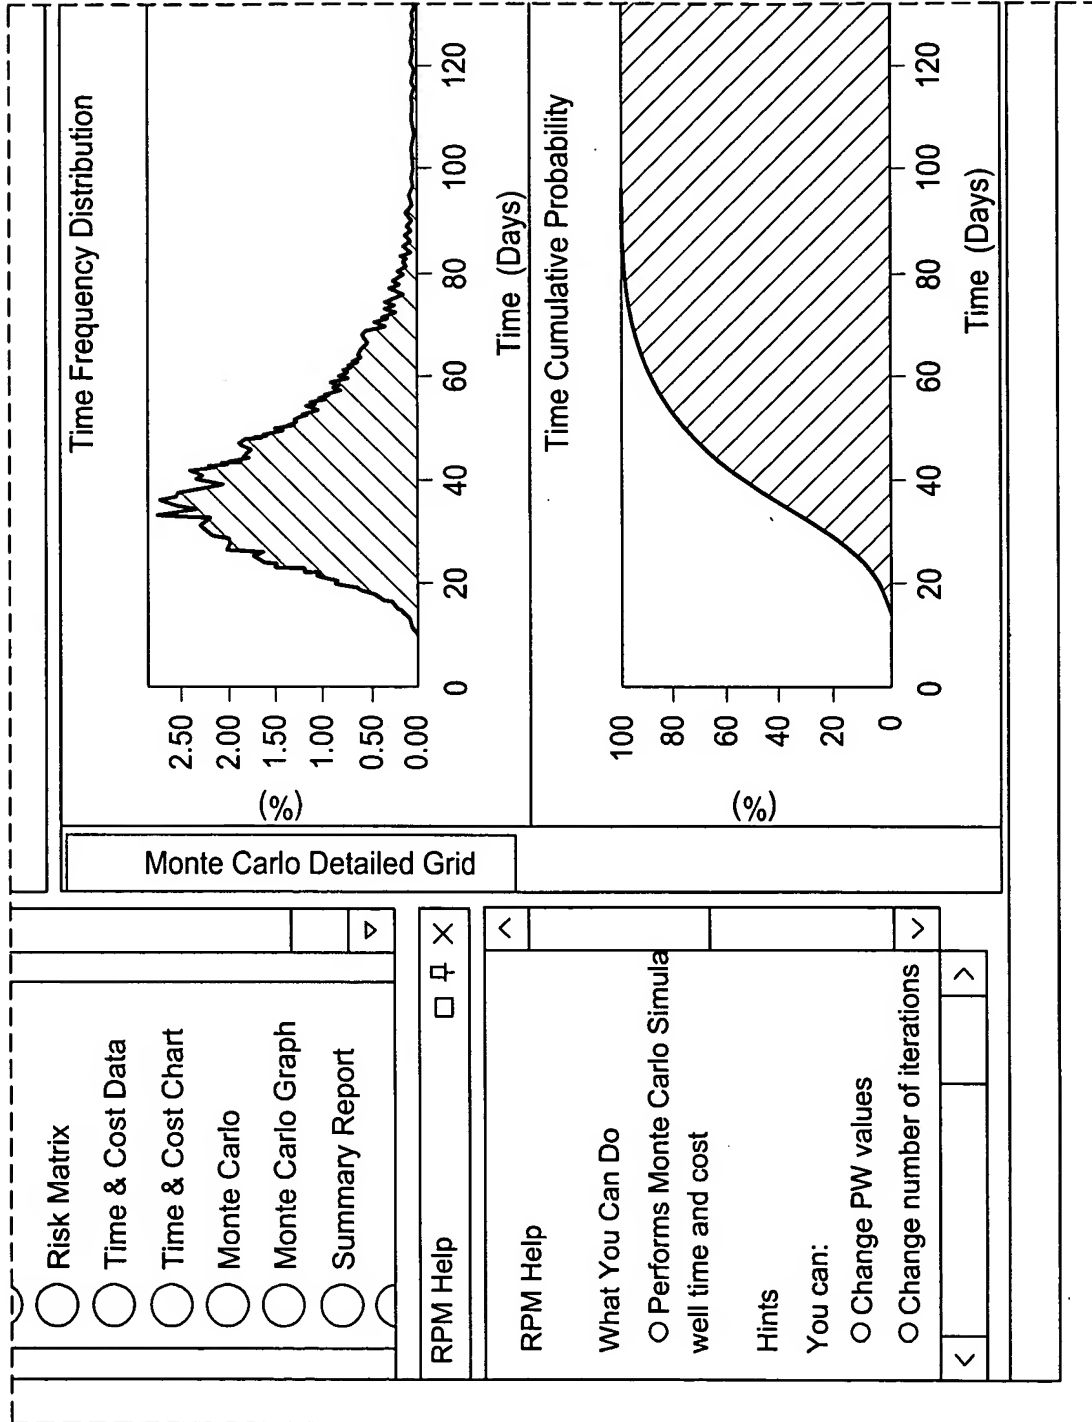 Risk Matrix
Time & Cost Data
Time & Cost Chart
Monte Carlo
Monte Carlo Graph
Summary Report
RPM Help
RPM Help
What You Can Do
Performs Monte Carlo Simula
well time and cost
Hints
You can:
Change PW values
Change number of iterations
Monte Carlo Detailed Grid
Time Frequency Distribution
(%)
2.50
2.00
1.50
1.00
0.50
0.00
0 20 40 60 80 100 120
Time (Days)
Time Cumulative Probability
(%)
100
80
60
40
20
0
0 20 40 60 80 100 120
Time (Days)